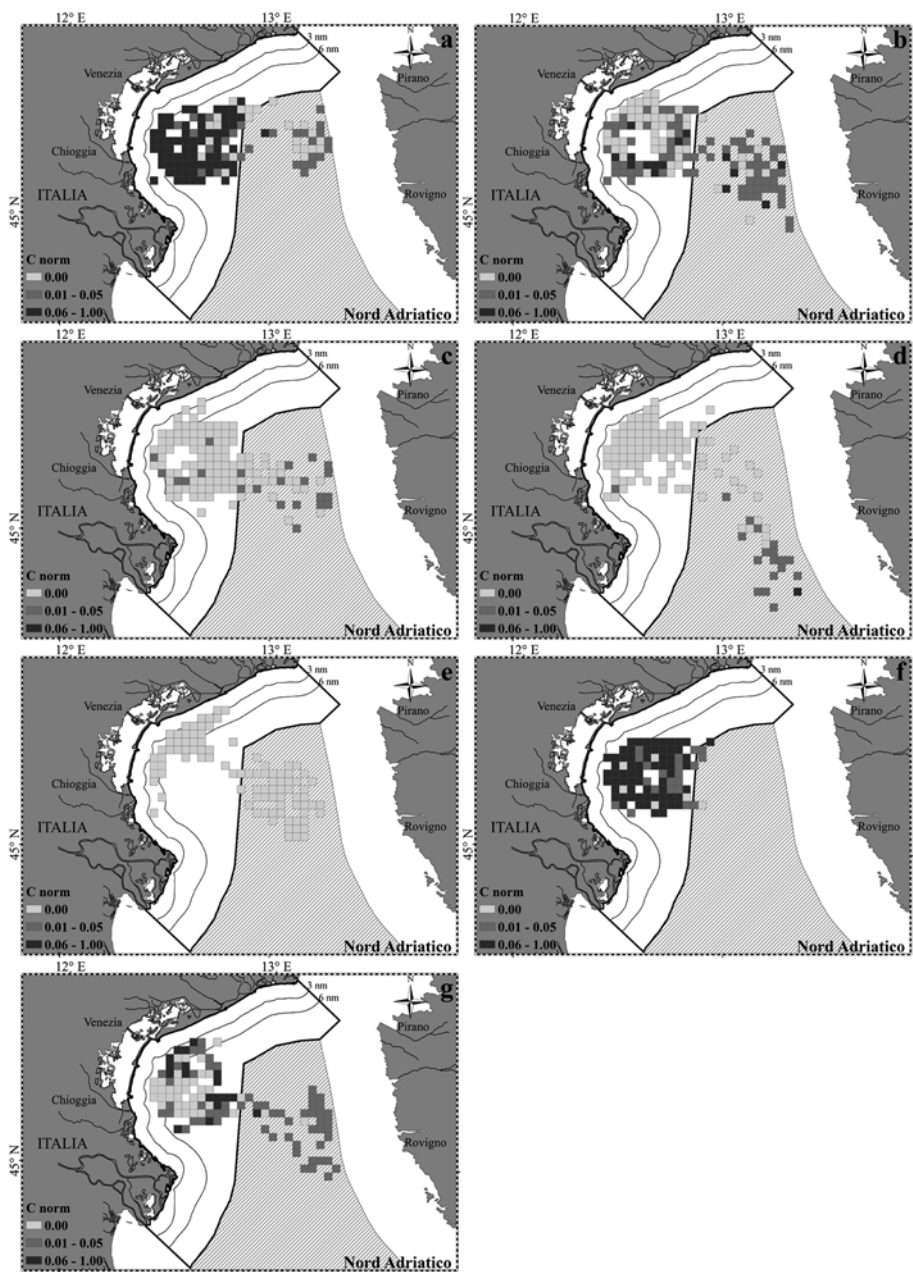 12° E 13° E
a
3 nm
6 nm
N
Venezia
Pirano
Chioggia
ITALIA
Rovigno
45° N
C norm
0.00
0.01 - 0.05
0.06 - 1.00
Nord Adriatico
12° E 13° E
b
3 nm
6 nm
N
Venezia
Pirano
Chioggia
ITALIA
Rovigno
45° N
C norm
0.00
0.01 - 0.05
0.06 - 1.00
Nord Adriatico
12° E 13° E
c
3 nm
6 nm
N
Venezia
Pirano
Chioggia
ITALIA
Rovigno
45° N
C norm
0.00
0.01 - 0.05
0.06 - 1.00
Nord Adriatico
12° E 13° E
d
3 nm
6 nm
N
Venezia
Pirano
Chioggia
ITALIA
Rovigno
45° N
C norm
0.00
0.01 - 0.05
0.06 - 1.00
Nord Adriatico
e
3 nm
6 nm
N
Venezia
Pirano
Chioggia
ITALIA
Rovigno
45° N
C norm
0.00
0.01 - 0.05
0.06 - 1.00
Nord Adriatico
12° E 13° E
f
3 nm
6 nm
N
Venezia
Pirano
Chioggia
ITALIA
Rovigno
45° N
C norm
0.00
0.01 - 0.05
0.06 - 1.00
Nord Adriatico
12° E 13° E
g
3 nm
6 nm
N
Venezia
Pirano
Chioggia
ITALIA
Rovigno
45° N
C norm
0.00
0.01 - 0.05
0.06 - 1.00
Nord Adriatico